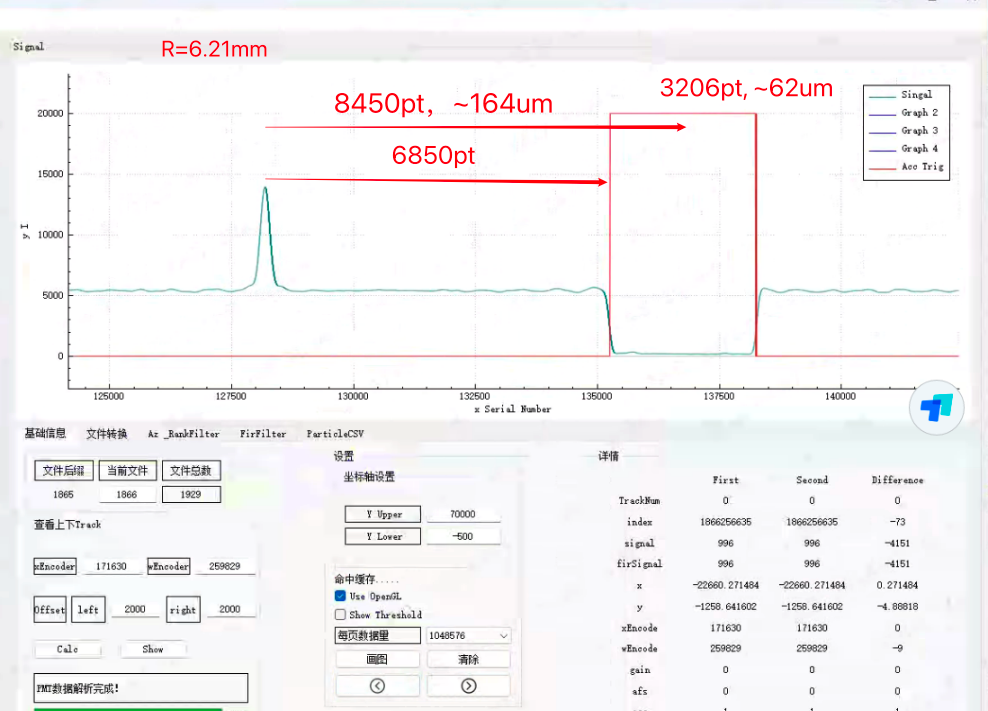 Signal
R=6.21mm
8450pt, ~164um
3206pt, ~62um
6850pt
Singal
Graph 2
Graph 3
Graph 4
Acc Trig
20000
15000
10000
5000
0
y I
125000 127500 130000 132500 135000 137500 140000
x Serial Number
基础信息 文件转换 Az _RankFilter FirFilter ParticleCSV
文件后缀 当前文件 文件总数
1865 1866 1929
查看上下Track
xEncoder 171630 wEncoder 259829
Offset left 2000 right 2000
Calc Show
PMT数据解析完成!
设置
坐标轴设置
Y Upper 70000
Y Lower -500
命中缓存.....
Use OpenGL
Show Threshold
每页数据量 1048576
画图 清除
详情
First Second Difference
TrackNum 0 0 0
index 1866256635 1866256635 -73
signal 996 996 -4151
firSignal 996 996 -4151
x -22660.271484 -22660.271484 0.271484
y -1258.641602 -1258.641602 -4.88818
xEncode 171630 171630 0
wEncode 259829 259829 -9
gain 0 0 0
afs 0 0 0